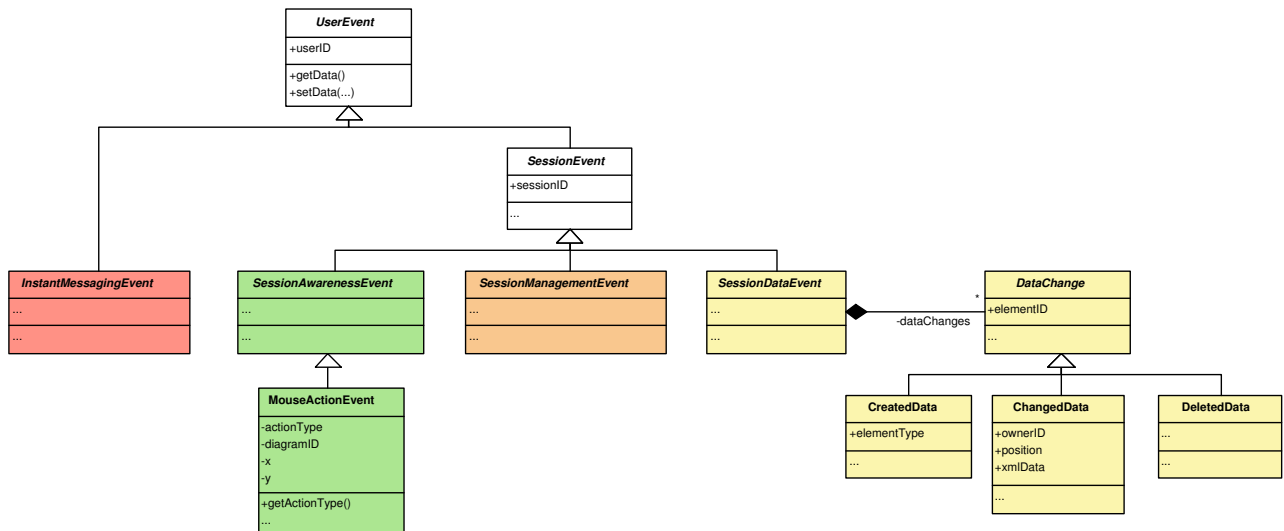 UserEvent
+userID
+getData()
+setData(...)
SessionEvent
+sessionID
...
InstantMessagingEvent
...
...
SessionAwarenessEvent
...
...
SessionManagementEvent
...
...
SessionDataEvent
...
...
*
-dataChanges
DataChange
+elementID
...
MouseActionEvent
-actionType
-diagramID
-x
-y
+getActionType()
...
CreatedData
+elementType
...
ChangedData
+ownerID
+position
+xmlData
...
DeletedData
...
...